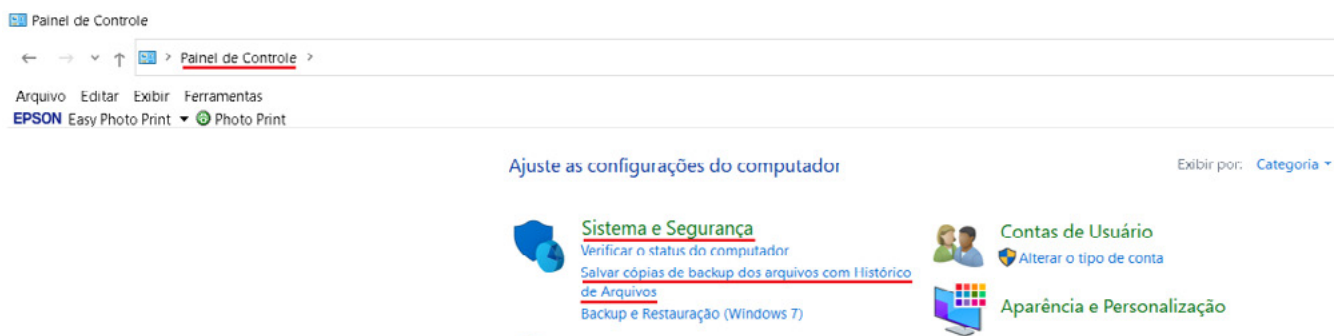 Painel de Controle
Painel de Controle
Arquivo Editar Exibir Ferramentas
EPSON Easy Photo Print Photo Print
Ajuste as configurações do computador
Exibir por: Categoria
Sistema e Segurança
Verificar o status do computador
Salvar cópias de backup dos arquivos com Histórico
de Arquivos
Backup e Restauração (Windows 7)
Contas de Usuário
Alterar o tipo de conta
Aparência e Personalização